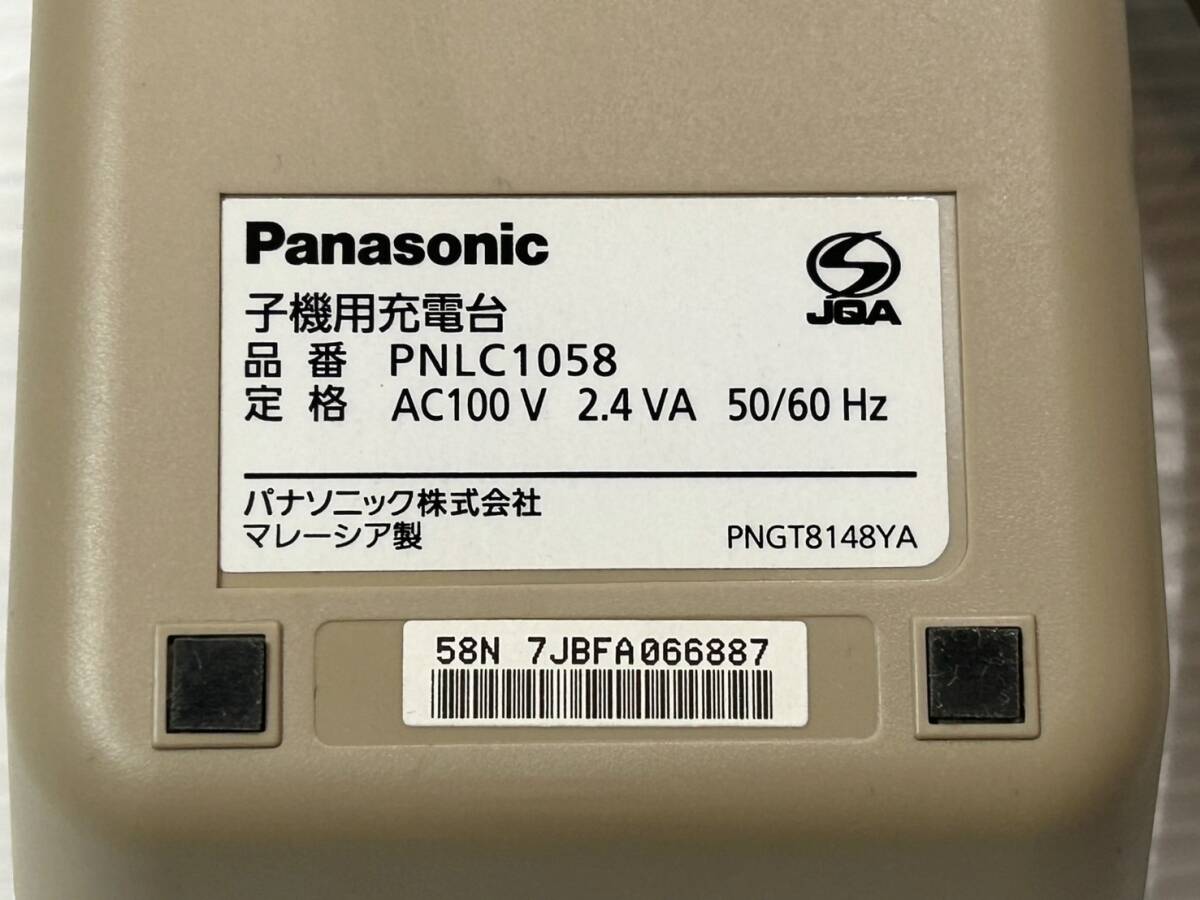 Panasonic
JQA
子機用充電台
品番 PNLC1058
定格 AC100 V 2.4 VA 50/60 Hz
パナソニック株式会社
マレーシア製 PNGT8148YA
58N 7JBFA066887